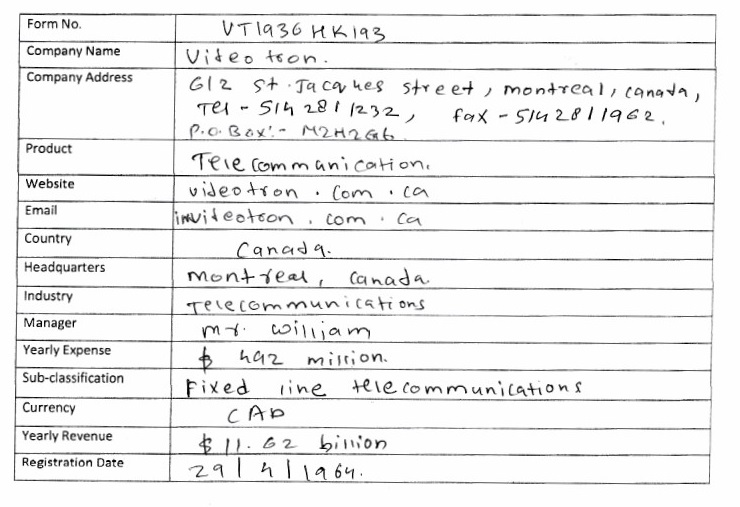 Form No. VT1936HK193
Company Name Videotron.
Company Address 612 St. Jacques street, montreal, canada,
Tel - 514 281 1232, fax - 514 281 1962.
P.O. Box:- M2H2G6.
Product Telecommunication.
Website videotron . com . ca
Email invideotron . com . ca
Country Canada.
Headquarters montreal, canada.
Industry Telecommunications
Manager mr. william
Yearly Expense $ 492 million.
Sub-classification Fixed line telecommunications
Currency CAD
Yearly Revenue $ 11.62 billion
Registration Date 29/4/1964.